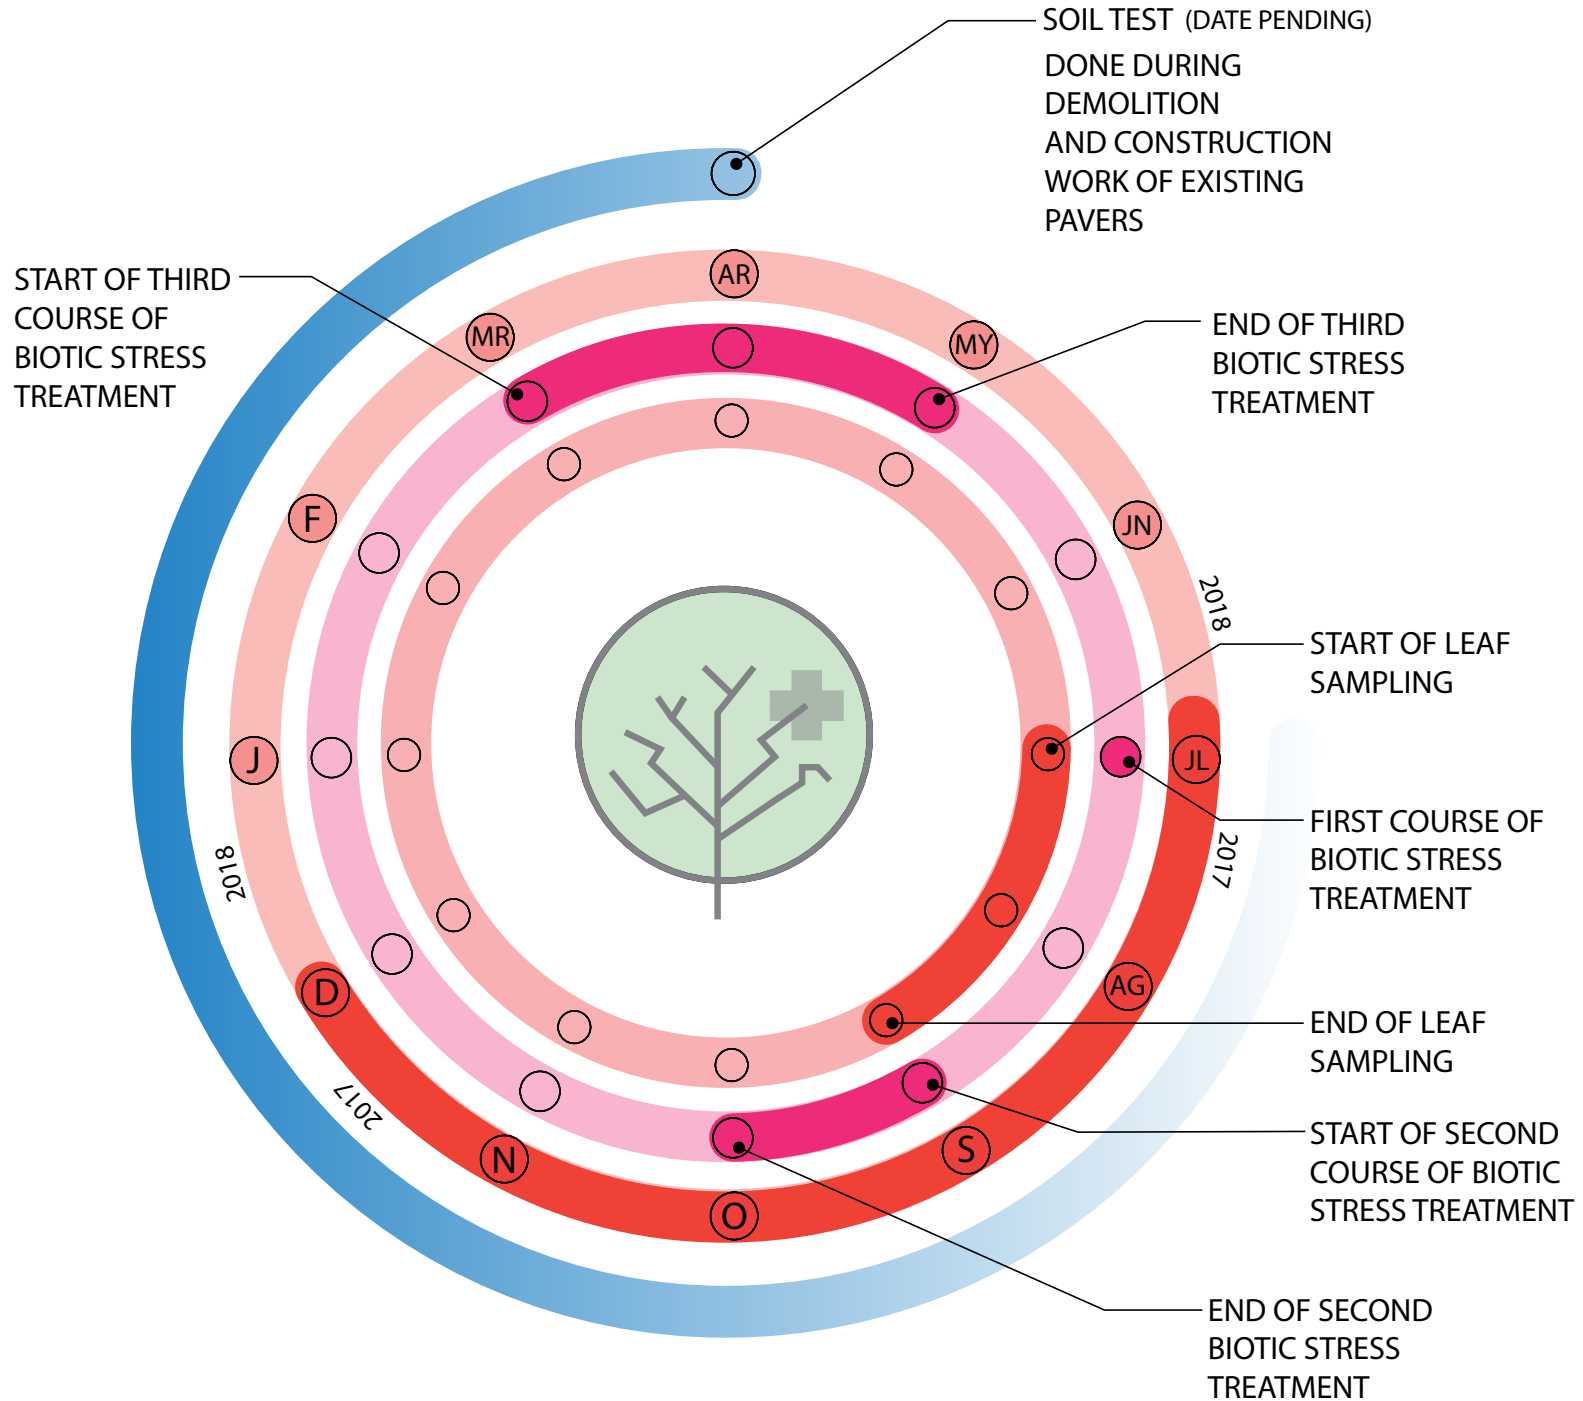 SOIL TEST (DATE PENDING)
DONE DURING
DEMOLITION
AND CONSTRUCTION
WORK OF EXISTING
PAVERS
START OF THIRD
COURSE OF
BIOTIC STRESS
TREATMENT
END OF THIRD
BIOTIC STRESS
TREATMENT
AR
MR
MY
F
JN
2018
START OF LEAF
SAMPLING
J
JL
FIRST COURSE OF
BIOTIC STRESS
TREATMENT
2018
2017
D
AG
END OF LEAF
SAMPLING
2017
N
S
O
START OF SECOND
COURSE OF BIOTIC
STRESS TREATMENT
END OF SECOND
BIOTIC STRESS
TREATMENT